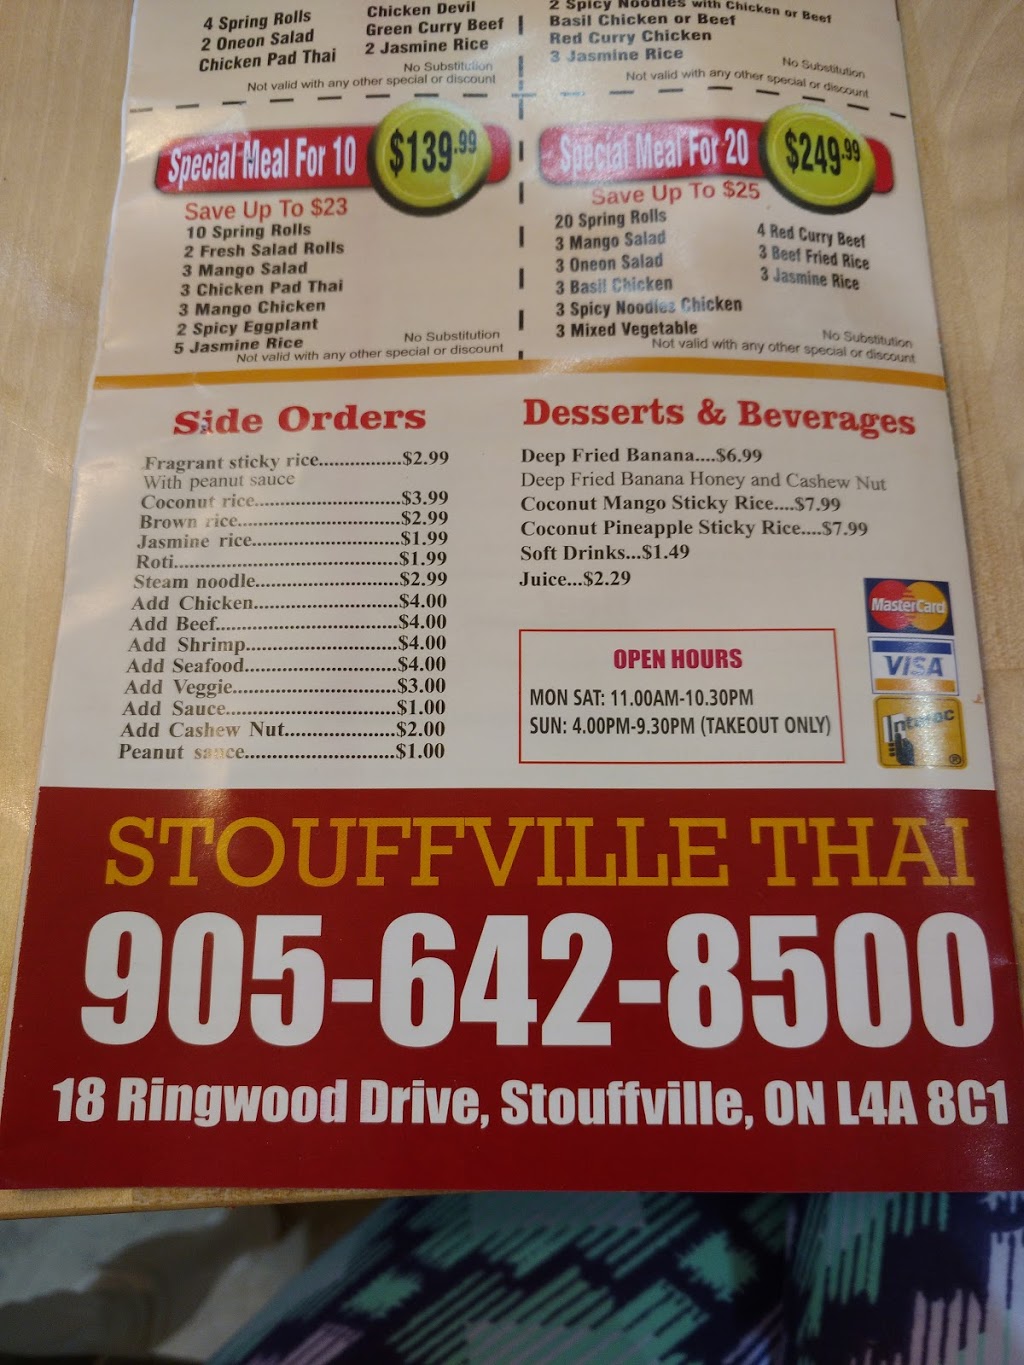 4 Spring Rolls
2 Oneon Salad
Chicken Pad Thai
Chicken Devil
Green Curry Beef
2 Jasmine Rice
No Substitution
Not valid with any other special or discount
2 Spicy Noodles with Chicken or Beef
Basil Chicken or Beef
Red Curry Chicken
3 Jasmine Rice
No Substitution
Not valid with any other special or discount
Special Meal For 10
$139.99
Save Up To $23
10 Spring Rolls
2 Fresh Salad Rolls
3 Mango Salad
3 Chicken Pad Thai
3 Mango Chicken
2 Spicy Eggplant
5 Jasmine Rice
No Substitution
Not valid with any other special or discount
Special Meal For 20
$249.99
Save Up To $25
20 Spring Rolls
3 Mango Salad
3 Oneon Salad
3 Basil Chicken
3 Spicy Noodles Chicken
3 Mixed Vegetable
4 Red Curry Beef
3 Beef Fried Rice
3 Jasmine Rice
No Substitution
Not valid with any other special or discount
Side Orders
Fragrant sticky rice................$2.99
With peanut sauce
Coconut rice............................$3.99
Brown rice...............................$2.99
Jasmine rice............................$1.99
Roti...........................................$1.99
Steam noodle...........................$2.99
Add Chicken............................$4.00
Add Beef...................................$4.00
Add Shrimp.............................$4.00
Add Seafood.............................$4.00
Add Veggie...............................$3.00
Add Sauce................................$1.00
Add Cashew Nut.....................$2.00
Peanut sauce............................$1.00
Desserts & Beverages
Deep Fried Banana....$6.99
Deep Fried Banana Honey and Cashew Nut
Coconut Mango Sticky Rice....$7.99
Coconut Pineapple Sticky Rice....$7.99
Soft Drinks...$1.49
Juice...$2.29
OPEN HOURS
MON SAT: 11.00AM-10.30PM
SUN: 4.00PM-9.30PM (TAKEOUT ONLY)
MasterCard
VISA
Interac
®
STOUFFVILLE THAI
905-642-8500
18 Ringwood Drive, Stouffville, ON L4A 8C1